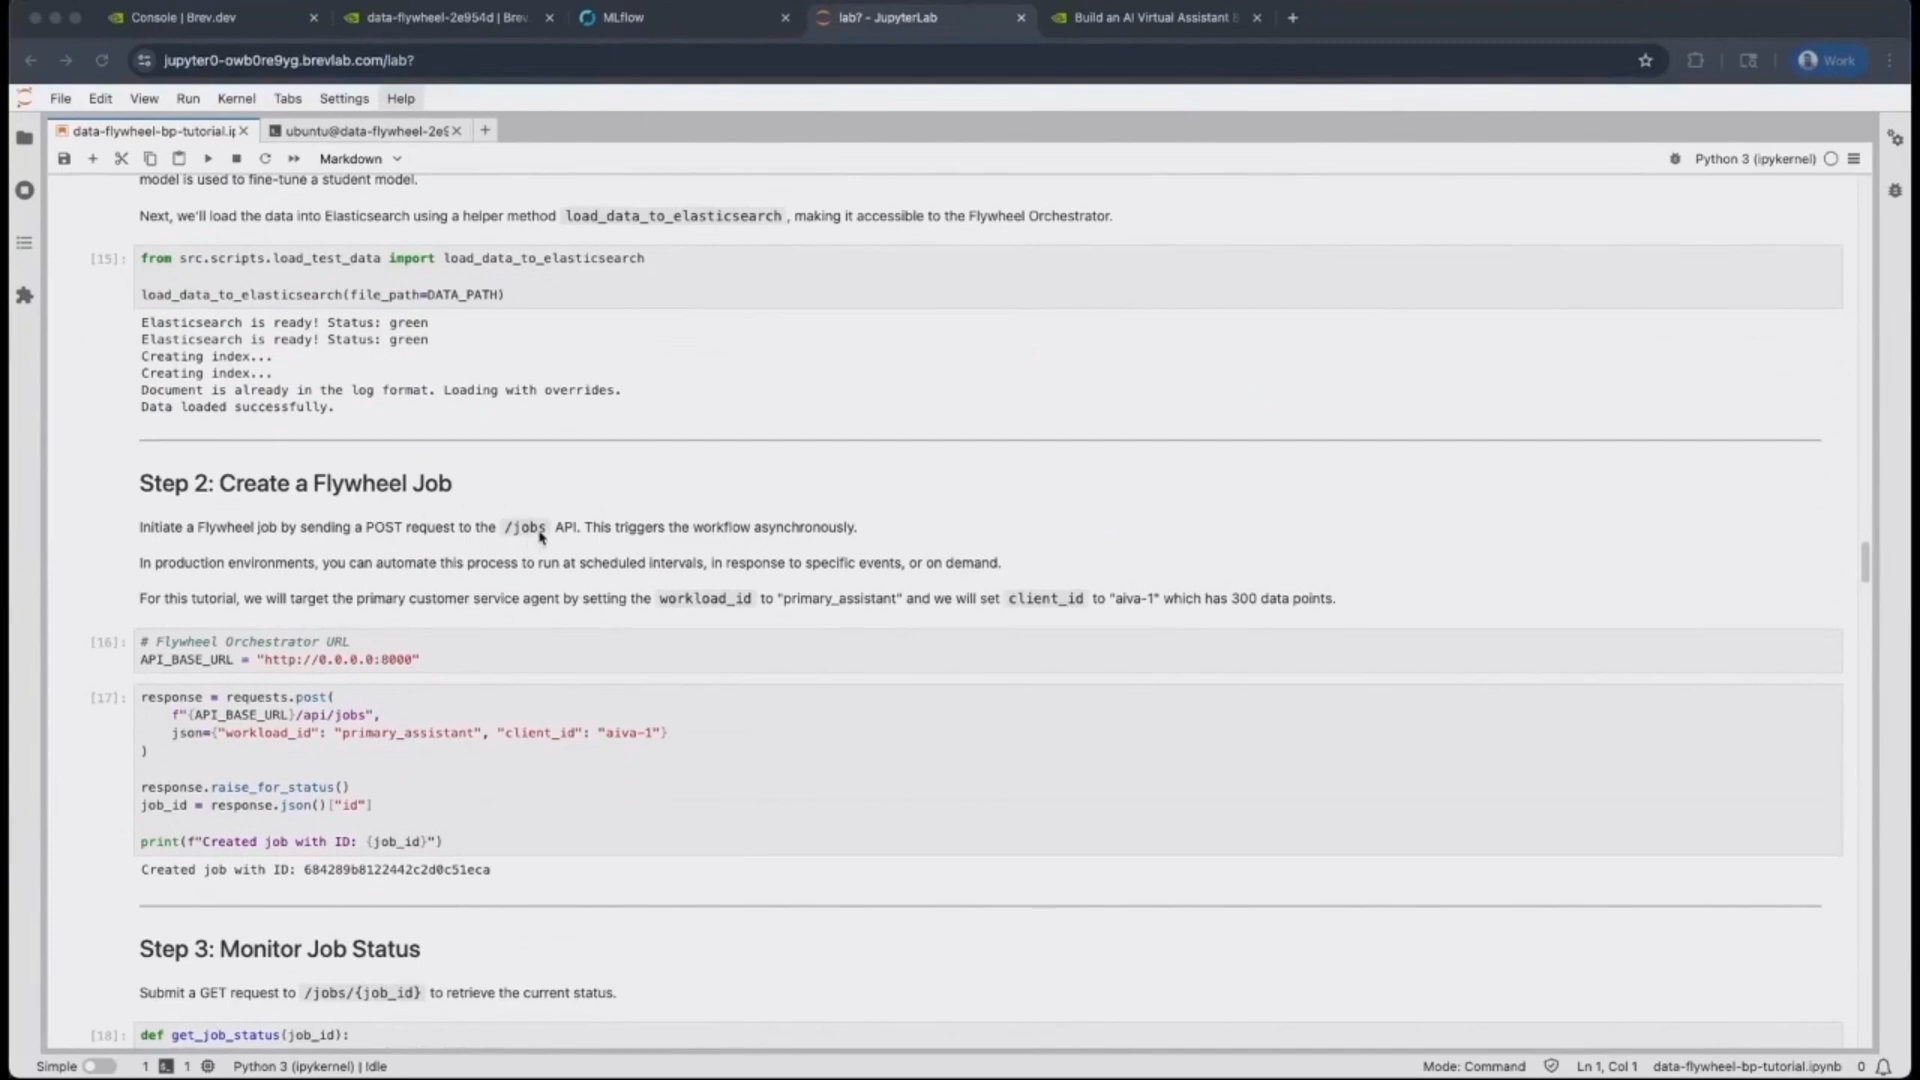 Console | Brev.dev
data-flywheel-2e954d | Brev
MLflow
lab? - JupyterLab
Build an AI Virtual Assistant
jupyter0-owb0re9yg.brevlab.com/lab?
Work
File Edit View Run Kernel Tabs Settings Help
data-flywheel-bp-tutorial.ip
ubuntu@data-flywheel-2e9
Markdown
Python 3 (ipykernel)
model is used to fine-tune a student model.
Next, we'll load the data into Elasticsearch using a helper method load_data_to_elasticsearch , making it accessible to the Flywheel Orchestrator.
[15]: from src.scripts.load_test_data import load_data_to_elasticsearch
load_data_to_elasticsearch(file_path=DATA_PATH)
Elasticsearch is ready! Status: green
Elasticsearch is ready! Status: green
Creating index...
Creating index...
Document is already in the log format. Loading with overrides.
Data loaded successfully.
Step 2: Create a Flywheel Job
Initiate a Flywheel job by sending a POST request to the /jobs API. This triggers the workflow asynchronously.
In production environments, you can automate this process to run at scheduled intervals, in response to specific events, or on demand.
For this tutorial, we will target the primary customer service agent by setting the workload_id to "primary_assistant" and we will set client_id to "aiva-1" which has 300 data points.
[16]: # Flywheel Orchestrator URL
API_BASE_URL = "http://0.0.0.0:8000"
[17]: response = requests.post(
f"{API_BASE_URL}/api/jobs",
json={"workload_id": "primary_assistant", "client_id": "aiva-1"}
)
response.raise_for_status()
job_id = response.json()["id"]
print(f"Created job with ID: {job_id}")
Created job with ID: 684289b8122442c2d0c51eca
Step 3: Monitor Job Status
Submit a GET request to /jobs/{job_id} to retrieve the current status.
[18]: def get_job_status(job_id):
Simple 1 1 Python 3 (ipykernel) | Idle
Mode: Command Ln 1, Col 1 data-flywheel-bp-tutorial.ipynb 0